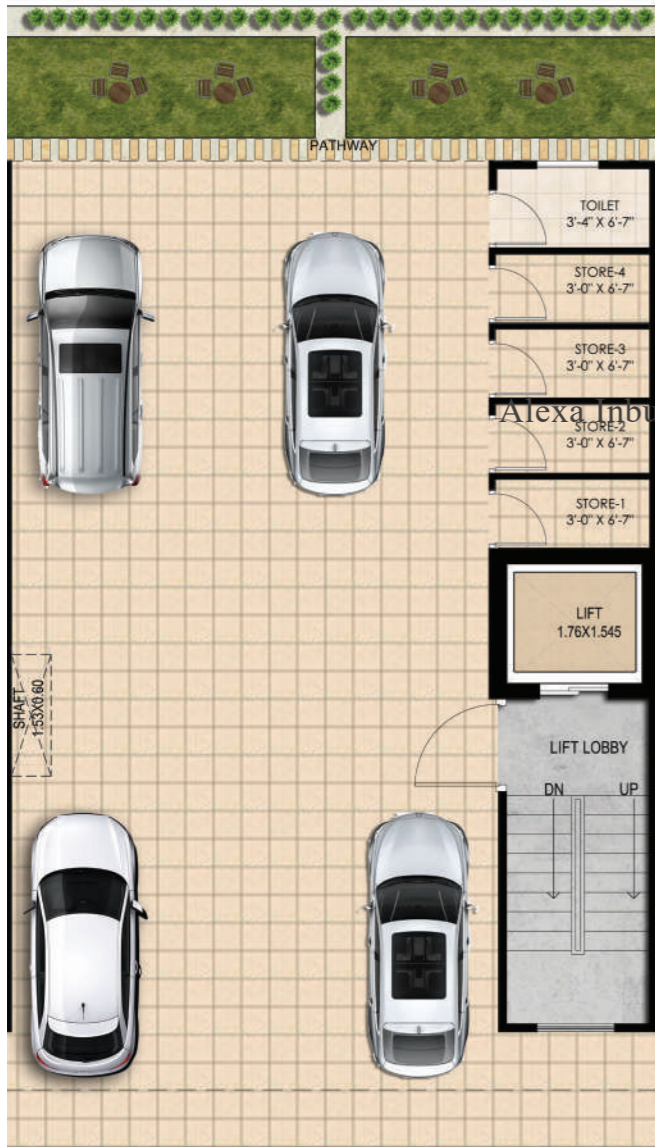 PATHWAY
TOILET
3'-4" X 6'-7"
STORE-4
3'-0" X 6'-7"
STORE-3
3'-0" X 6'-7"
Alexa Inbu
STORE-2
3'-0" X 6'-7"
STORE-1
3'-0" X 6'-7"
LIFT
1.76X1.545
SHAFT
1.53X0.60
LIFT LOBBY
DN UP